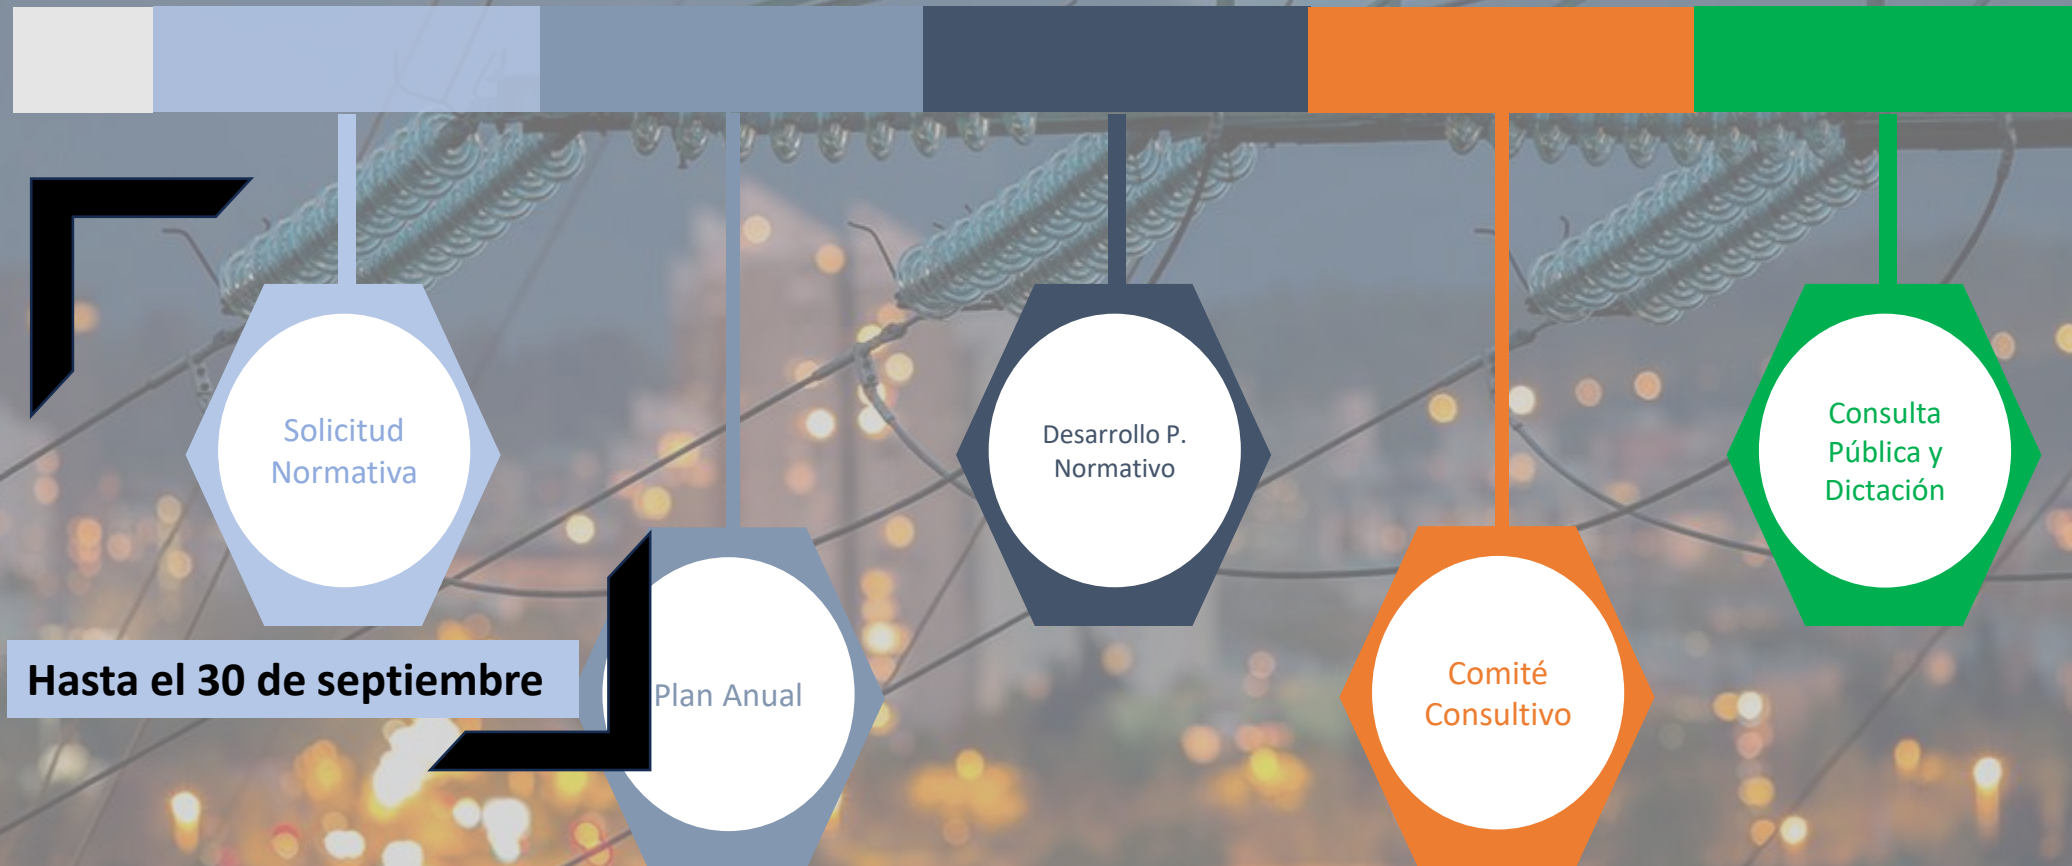 Solicitud
Normativa
Hasta el 30 de septiembre
Plan Anual
Desarrollo P.
Normativo
Comité
Consultivo
Consulta
Pública y
Dictación